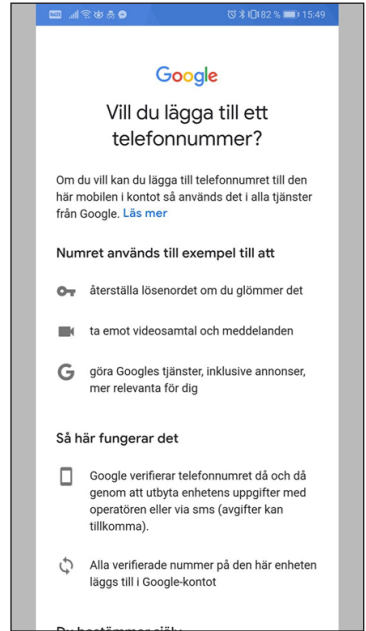 82 % 15:49
Google
Vill du lägga till ett
telefonnummer?
Om du vill kan du lägga till telefonnumret till den
här mobilen i kontot så används det i alla tjänster
från Google. Läs mer
Numret används till exempel till att
återställa lösenordet om du glömmer det
ta emot videosamtal och meddelanden
göra Googles tjänster, inklusive annonser,
mer relevanta för dig
Så här fungerar det
Google verifierar telefonnumret då och då
genom att utbyta enhetens uppgifter med
operatören eller via sms (avgifter kan
tillkomma).
Alla verifierade nummer på den här enheten
läggs till i Google-kontot
Du bestämmer själv